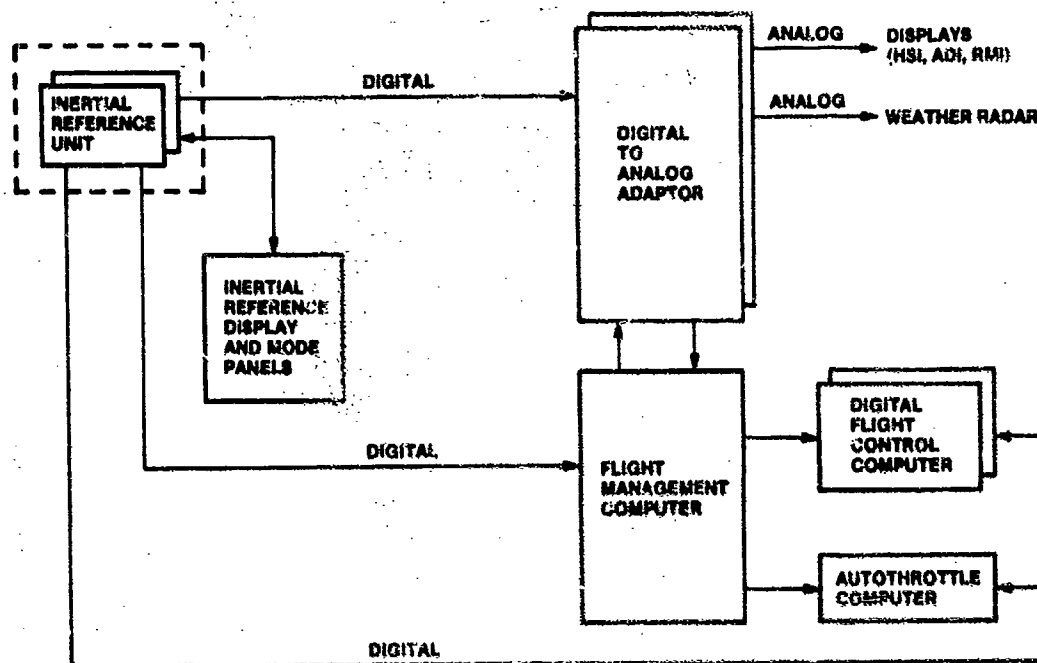 ANALOG
DISPLAYS
(HSI, ADI, RMI)
DIGITAL
INERTIAL
REFERENCE
UNIT
ANALOG
WEATHER RADAR
DIGITAL
TO
ANALOG
ADAPTOR
INERTIAL
REFERENCE
DISPLAY
AND MODE
PANELS
DIGITAL
FLIGHT
CONTROL
COMPUTER
DIGITAL
FLIGHT
MANAGEMENT
COMPUTER
AUTOTHROTTLE
COMPUTER
DIGITAL